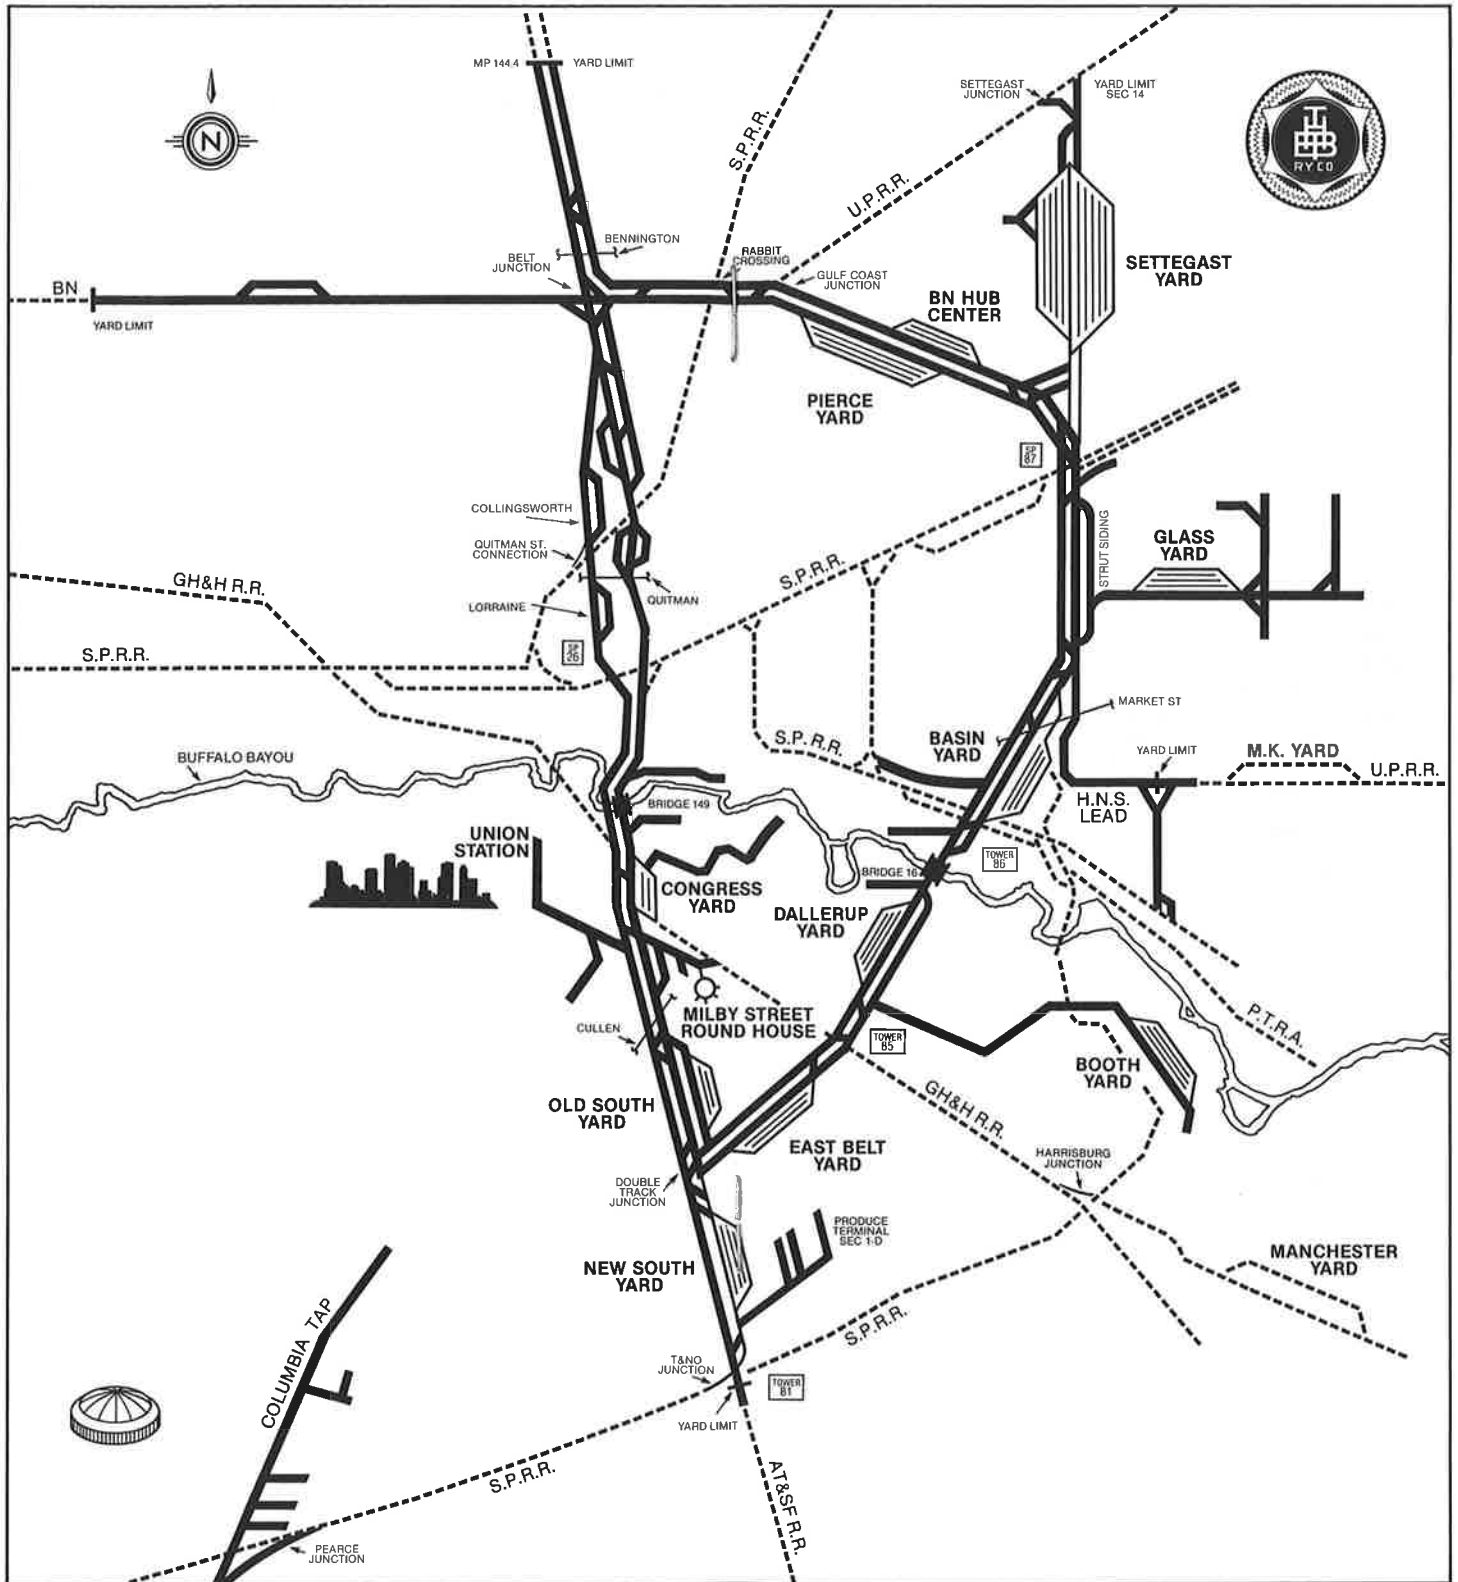 MP 144.4
YARD LIMIT
SETTEGAST
JUNCTION
YARD LIMIT
SEC 14
N
H
T
B
RY CO
S.P.R.R.
U.P.R.R.
BENNINGTON
BELT
JUNCTION
RABBIT
CROSSING
GULF COAST
JUNCTION
SETTEGAST
YARD
BN
YARD LIMIT
BN HUB
CENTER
PIERCE
YARD
SP
87
COLLINGSWORTH
QUITMAN ST.
CONNECTION
STRUT SIDING
GLASS
YARD
GH&H R.R.
S.P.R.R.
LORRAINE
QUITMAN
SP
26
S.P.R.R.
MARKET ST
BUFFALO BAYOU
S.P.R.R.
BASIN
YARD
YARD LIMIT
M.K. YARD
U.P.R.R.
H.N.S.
LEAD
BRIDGE 149
UNION
STATION
TOWER
86
BRIDGE 16
CONGRESS
YARD
DALLERUP
YARD
MILBY STREET
ROUND HOUSE
CULLEN
TOWER
85
P.T.R.A.
BOOTH
YARD
OLD SOUTH
YARD
GH&H R.R.
EAST BELT
YARD
HARRISBURG
JUNCTION
DOUBLE
TRACK
JUNCTION
PRODUCE
TERMINAL
SEC 1-D
NEW SOUTH
YARD
MANCHESTER
YARD
COLUMBIA TAP
S.P.R.R.
T&NO
JUNCTION
TOWER
81
YARD LIMIT
S.P.R.R.
AT&SF R.R.
PEARCE
JUNCTION